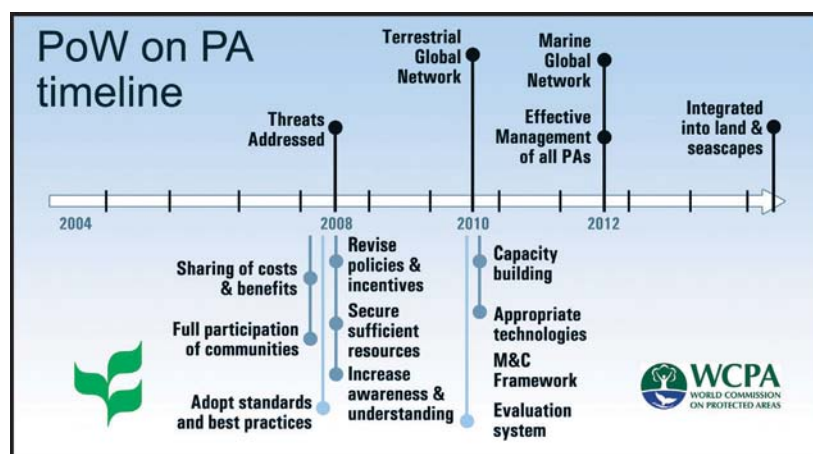 PoW on PA
timeline
Terrestrial
Global
Network
Marine
Global
Network
Threats
Addressed
Effective
Management
of all PAs
Integrated
into land &
seascapes
2004
2008
2010
2012
Sharing of costs
& benefits
Full participation
of communities
Adopt standards
and best practices
Revise
policies &
incentives
Secure
sufficient
resources
Increase
awareness &
understanding
Capacity
building
Appropriate
technologies
M&C
Framework
Evaluation
system
WCPA
WORLD COMMISSION
ON PROTECTED AREAS